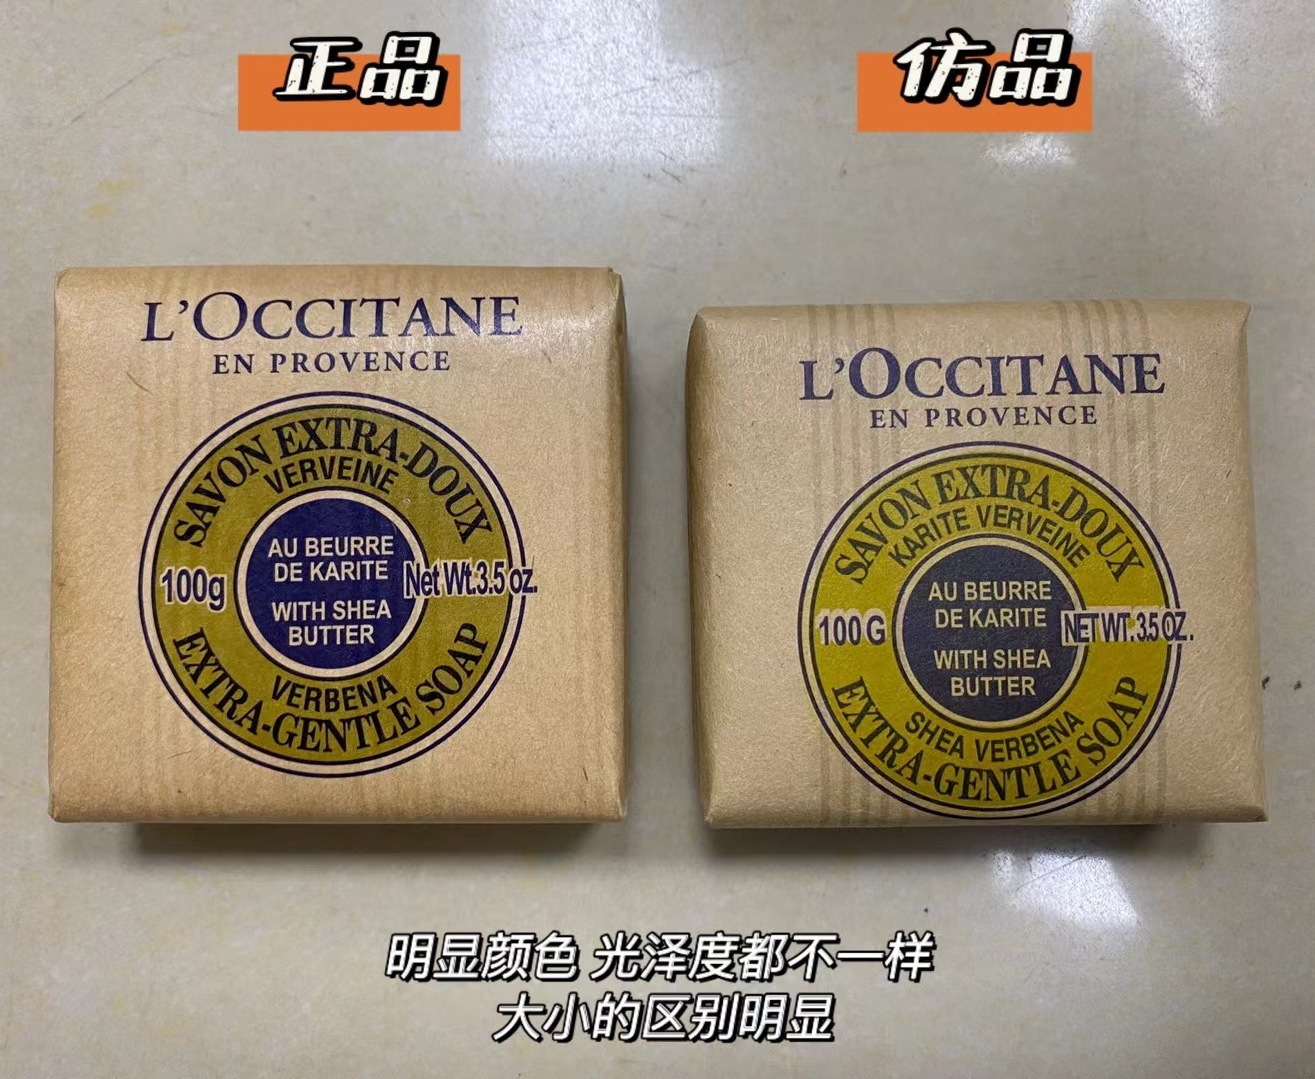 正品
仿品
L'OCCITANE
EN PROVENCE
SAVON EXTRA-DOUX
VERVEINE
AU BEURRE
DE KARITE
100g
Net Wt.3.5 oz.
WITH SHEA
BUTTER
VERBENA
EXTRA-GENTLE SOAP
L'OCCITANE
EN PROVENCE
SAVON EXTRA-DOUX
KARITE VERVEINE
AU BEURRE
DE KARITE
100 G
NET WT. 3.5 OZ.
WITH SHEA
BUTTER
SHEA VERBENA
EXTRA-GENTLE SOAP
明显颜色 光泽度都不一样
大小的区别明显